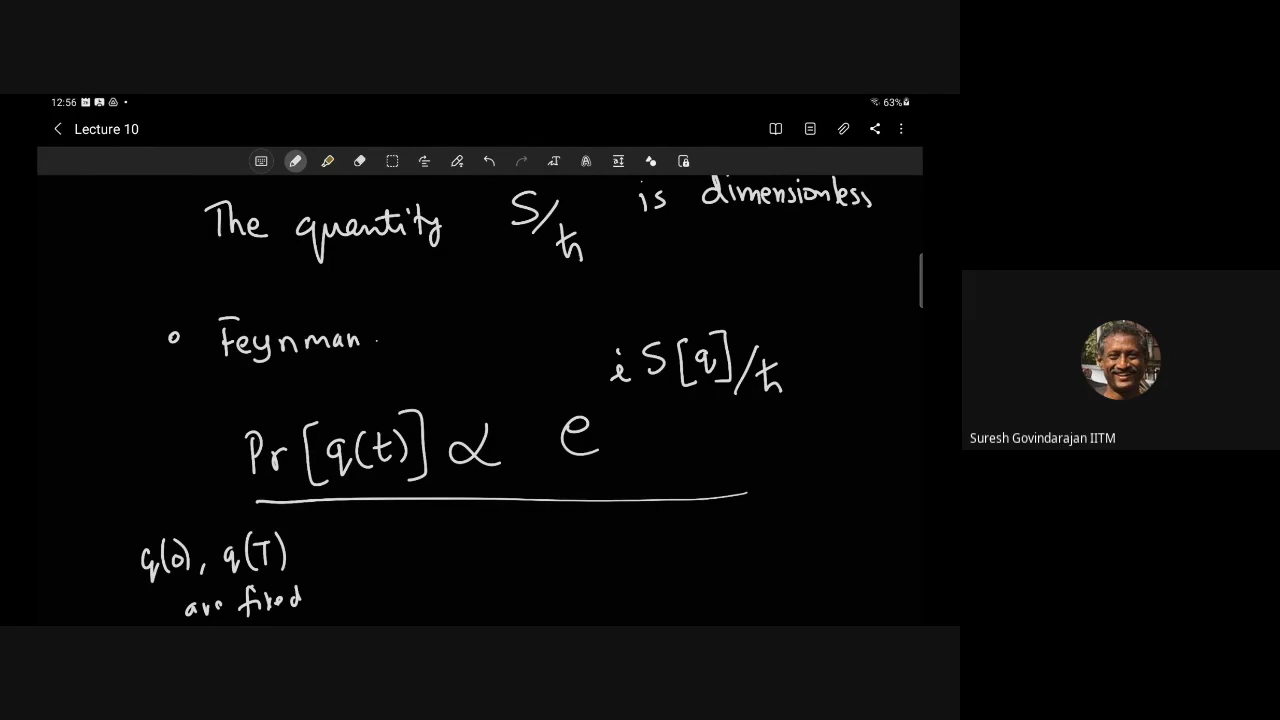 12:56
63%
Lecture 10
The quantity S/ħ is dimensionless
Feynman
Pr[q(t)] ∝ e^{iS[q]/ħ}
q(0), q(T)
are fixed
Suresh Govindarajan IITM